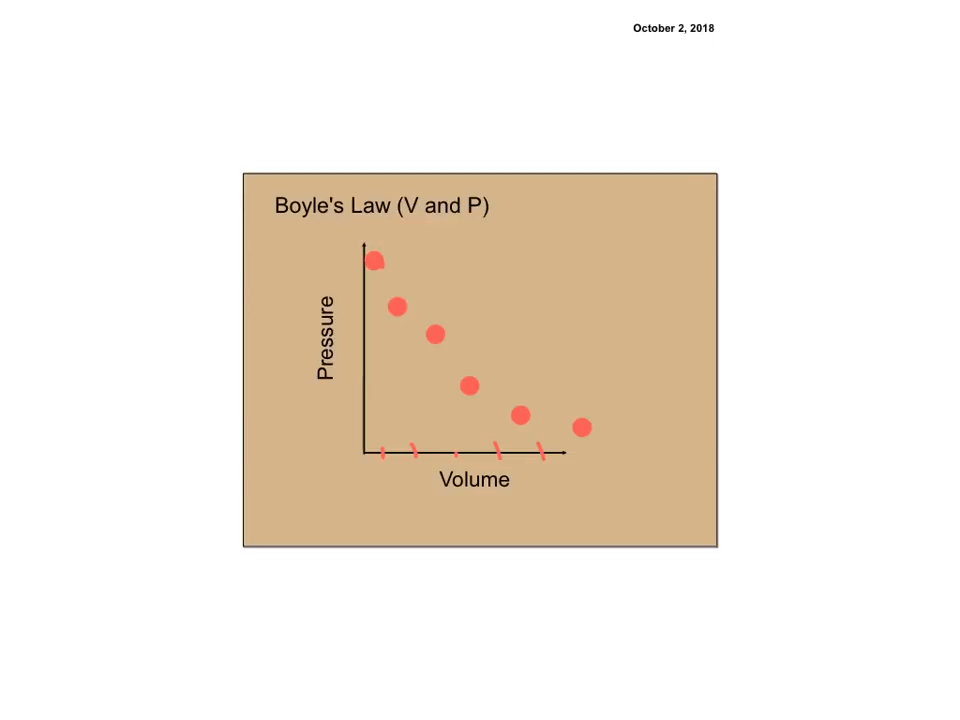 October 2, 2018
Boyle's Law (V and P)
Pressure
Volume